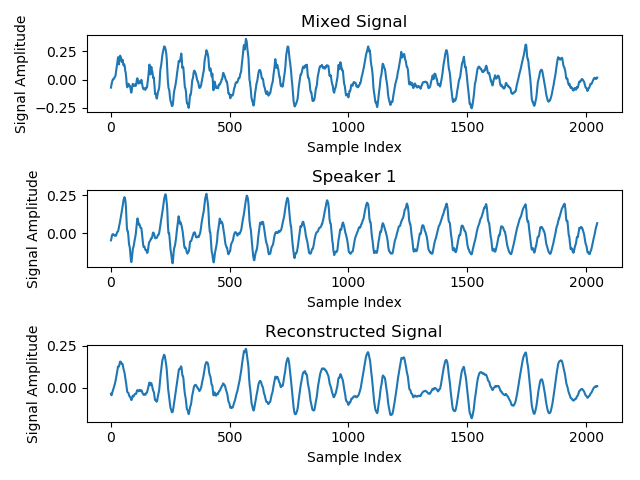 Mixed Signal
Signal Amplitude
0.25
0.00
−0.25
0 500 1000 1500 2000
Sample Index
Speaker 1
Signal Amplitude
0.25
0.00
0 500 1000 1500 2000
Sample Index
Reconstructed Signal
Signal Amplitude
0.25
0.00
0 500 1000 1500 2000
Sample Index